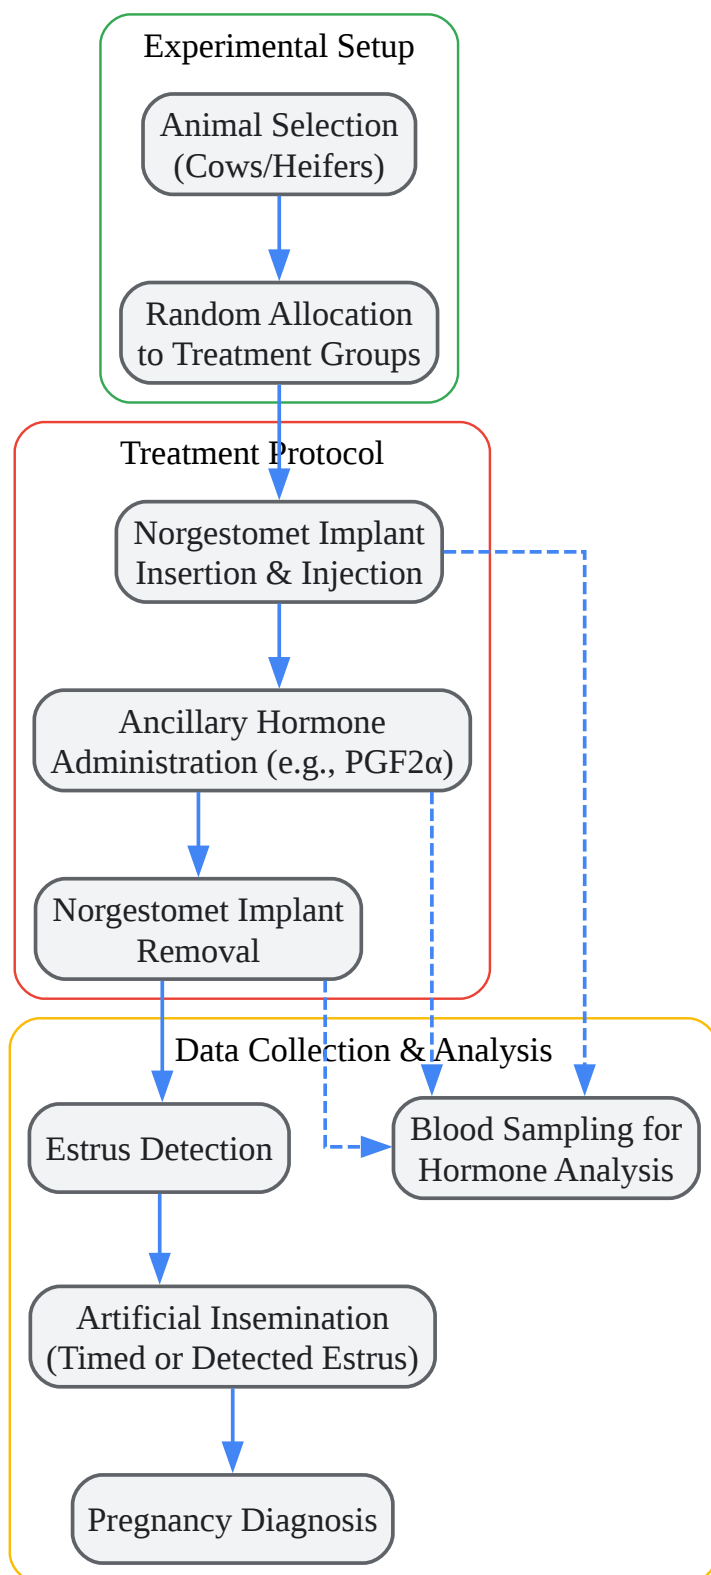 Experimental Setup
Animal Selection
(Cows/Heifers)
Random Allocation
to Treatment Groups
Treatment Protocol
Norgestomet Implant
Insertion & Injection
Ancillary Hormone
Administration (e.g., PGF2α)
Norgestomet Implant
Removal
Data Collection & Analysis
Estrus Detection
Blood Sampling for
Hormone Analysis
Artificial Insemination
(Timed or Detected Estrus)
Pregnancy Diagnosis